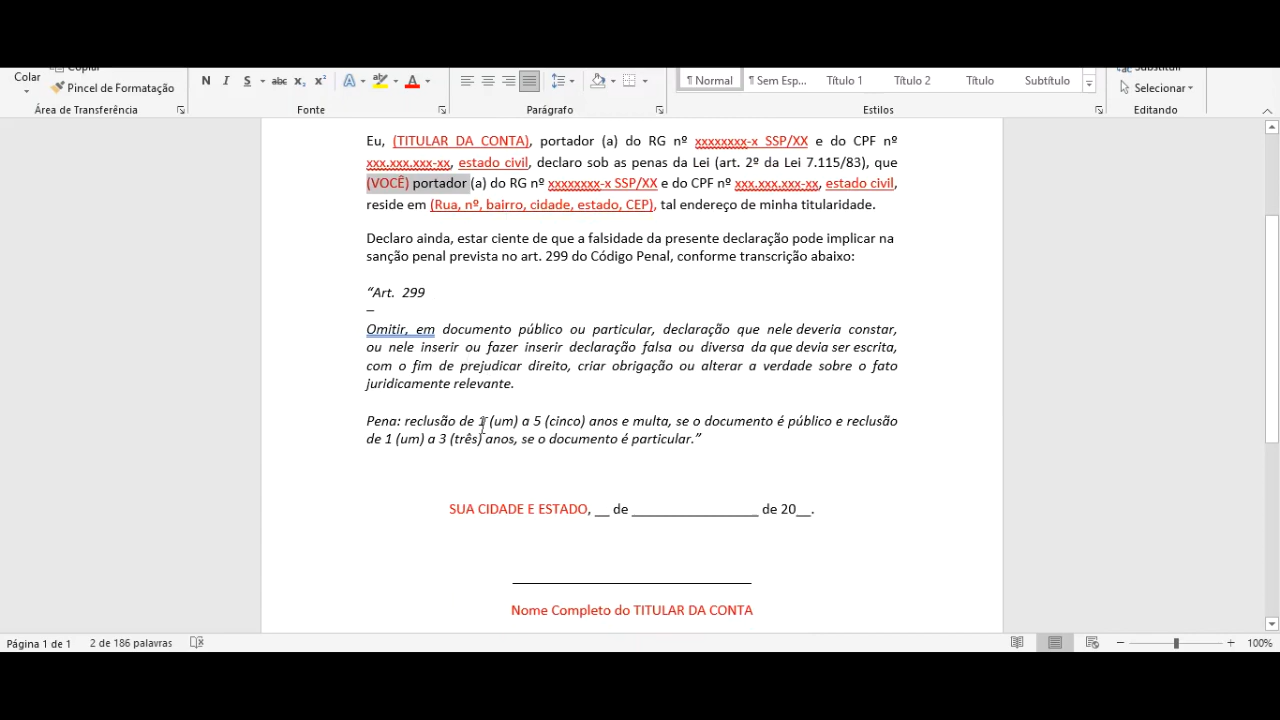 Colar
Copiar
Pincel de Formatação
Área de Transferência
N I S abc x₂ x² A A
Fonte
Parágrafo
¶ Normal ¶ Sem Esp... Título 1 Título 2 Título Subtítulo
Estilos
Substituir
Selecionar
Editando
Eu, (TITULAR DA CONTA), portador (a) do RG nº xxxxxxxx-x SSP/XX e do CPF nº
xxx.xxx.xxx-xx, estado civil, declaro sob as penas da Lei (art. 2º da Lei 7.115/83), que
(VOCÊ) portador (a) do RG nº xxxxxxxx-x SSP/XX e do CPF nº xxx.xxx.xxx-xx, estado civil,
reside em (Rua, nº, bairro, cidade, estado, CEP), tal endereço de minha titularidade.
Declaro ainda, estar ciente de que a falsidade da presente declaração pode implicar na
sanção penal prevista no art. 299 do Código Penal, conforme transcrição abaixo:
“Art. 299
–
Omitir, em documento público ou particular, declaração que nele deveria constar,
ou nele inserir ou fazer inserir declaração falsa ou diversa da que devia ser escrita,
com o fim de prejudicar direito, criar obrigação ou alterar a verdade sobre o fato
juridicamente relevante.
Pena: reclusão de 1 (um) a 5 (cinco) anos e multa, se o documento é público e reclusão
de 1 (um) a 3 (três) anos, se o documento é particular.”
SUA CIDADE E ESTADO, __ de _________________ de 20__.
Nome Completo do TITULAR DA CONTA
Página 1 de 1 2 de 186 palavras
100%